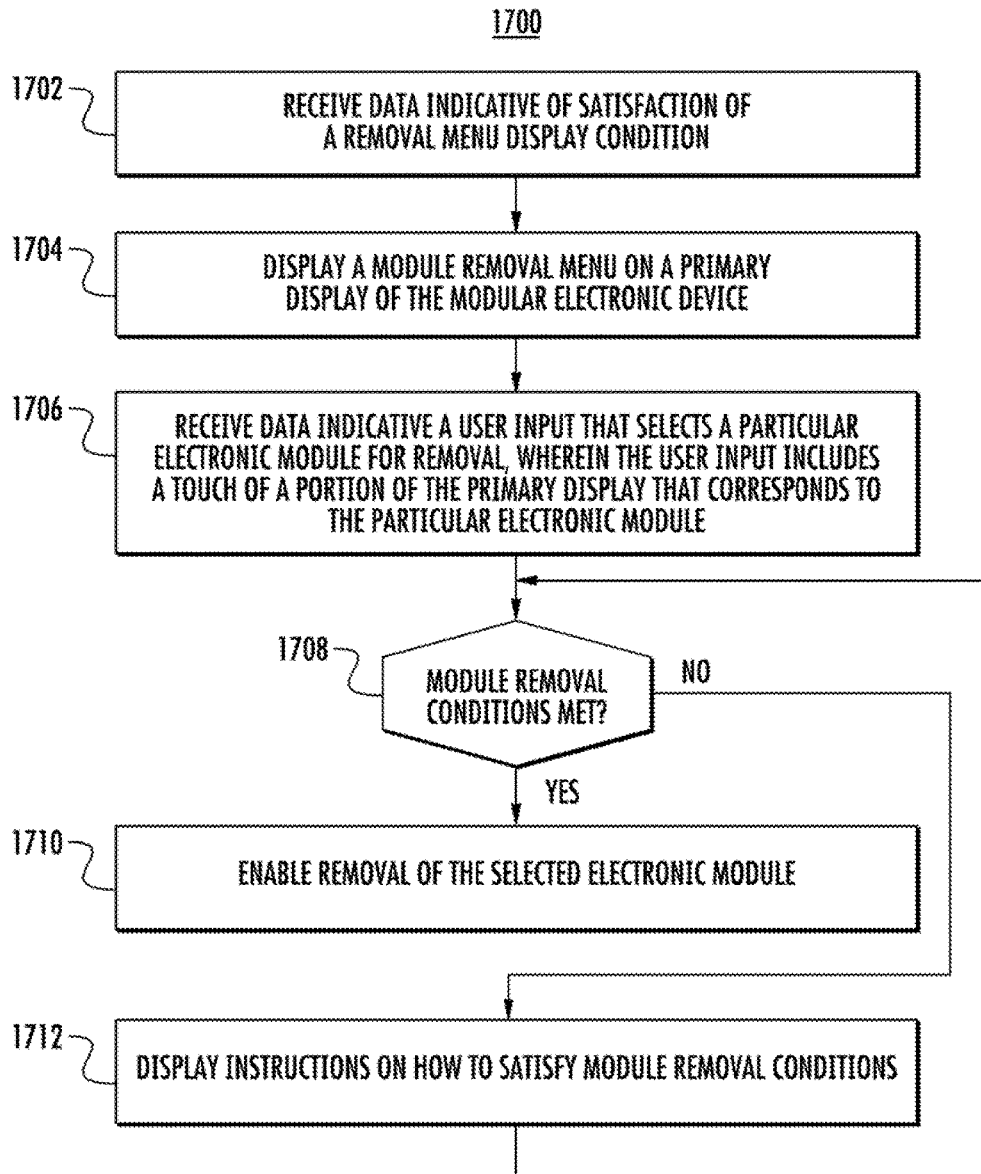 1700
1702
RECEIVE DATA INDICATIVE OF SATISFACTION OF
A REMOVAL MENU DISPLAY CONDITION
1704
DISPLAY A MODULE REMOVAL MENU ON A PRIMARY
DISPLAY OF THE MODULAR ELECTRONIC DEVICE
1706
RECEIVE DATA INDICATIVE A USER INPUT THAT SELECTS A PARTICULAR
ELECTRONIC MODULE FOR REMOVAL, WHEREIN THE USER INPUT INCLUDES
A TOUCH OF A PORTION OF THE PRIMARY DISPLAY THAT CORRESPONDS TO
THE PARTICULAR ELECTRONIC MODULE
1708
MODULE REMOVAL
CONDITIONS MET?
NO
YES
1710
ENABLE REMOVAL OF THE SELECTED ELECTRONIC MODULE
1712
DISPLAY INSTRUCTIONS ON HOW TO SATISFY MODULE REMOVAL CONDITIONS